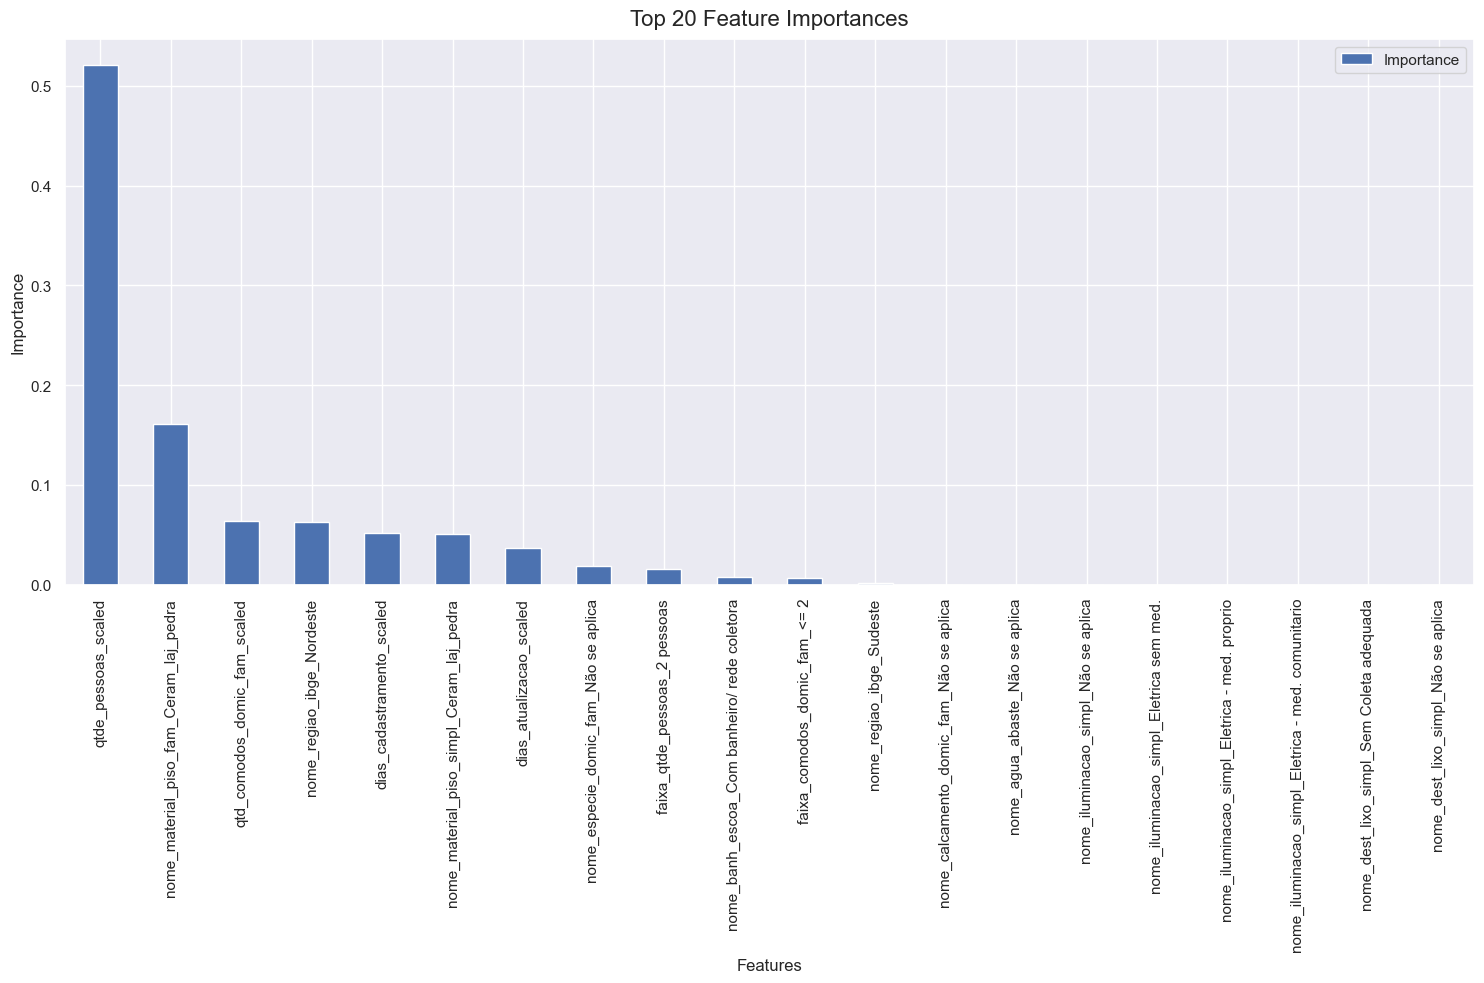 Top 20 Feature Importances
Importance
Importance
0.5
0.4
0.3
0.2
0.1
0.0
qtde_pessoas_scaled
nome_material_piso_fam_Ceram_laj_pedra
qtd_comodos_domic_fam_scaled
nome_regiao_ibge_Nordeste
dias_cadastramento_scaled
nome_material_piso_simpl_Ceram_laj_pedra
dias_atualizacao_scaled
nome_especie_domic_fam_Não se aplica
faixa_qtde_pessoas_2 pessoas
nome_banh_escoa_Com banheiro/ rede coletora
faixa_comodos_domic_fam_<= 2
nome_regiao_ibge_Sudeste
nome_calcamento_domic_fam_Não se aplica
nome_agua_abaste_Não se aplica
nome_iluminacao_simpl_Não se aplica
nome_iluminacao_simpl_Eletrica sem med.
nome_iluminacao_simpl_Eletrica - med. proprio
nome_iluminacao_simpl_Eletrica - med. comunitario
nome_dest_lixo_simpl_Sem Coleta adequada
nome_dest_lixo_simpl_Não se aplica
Features